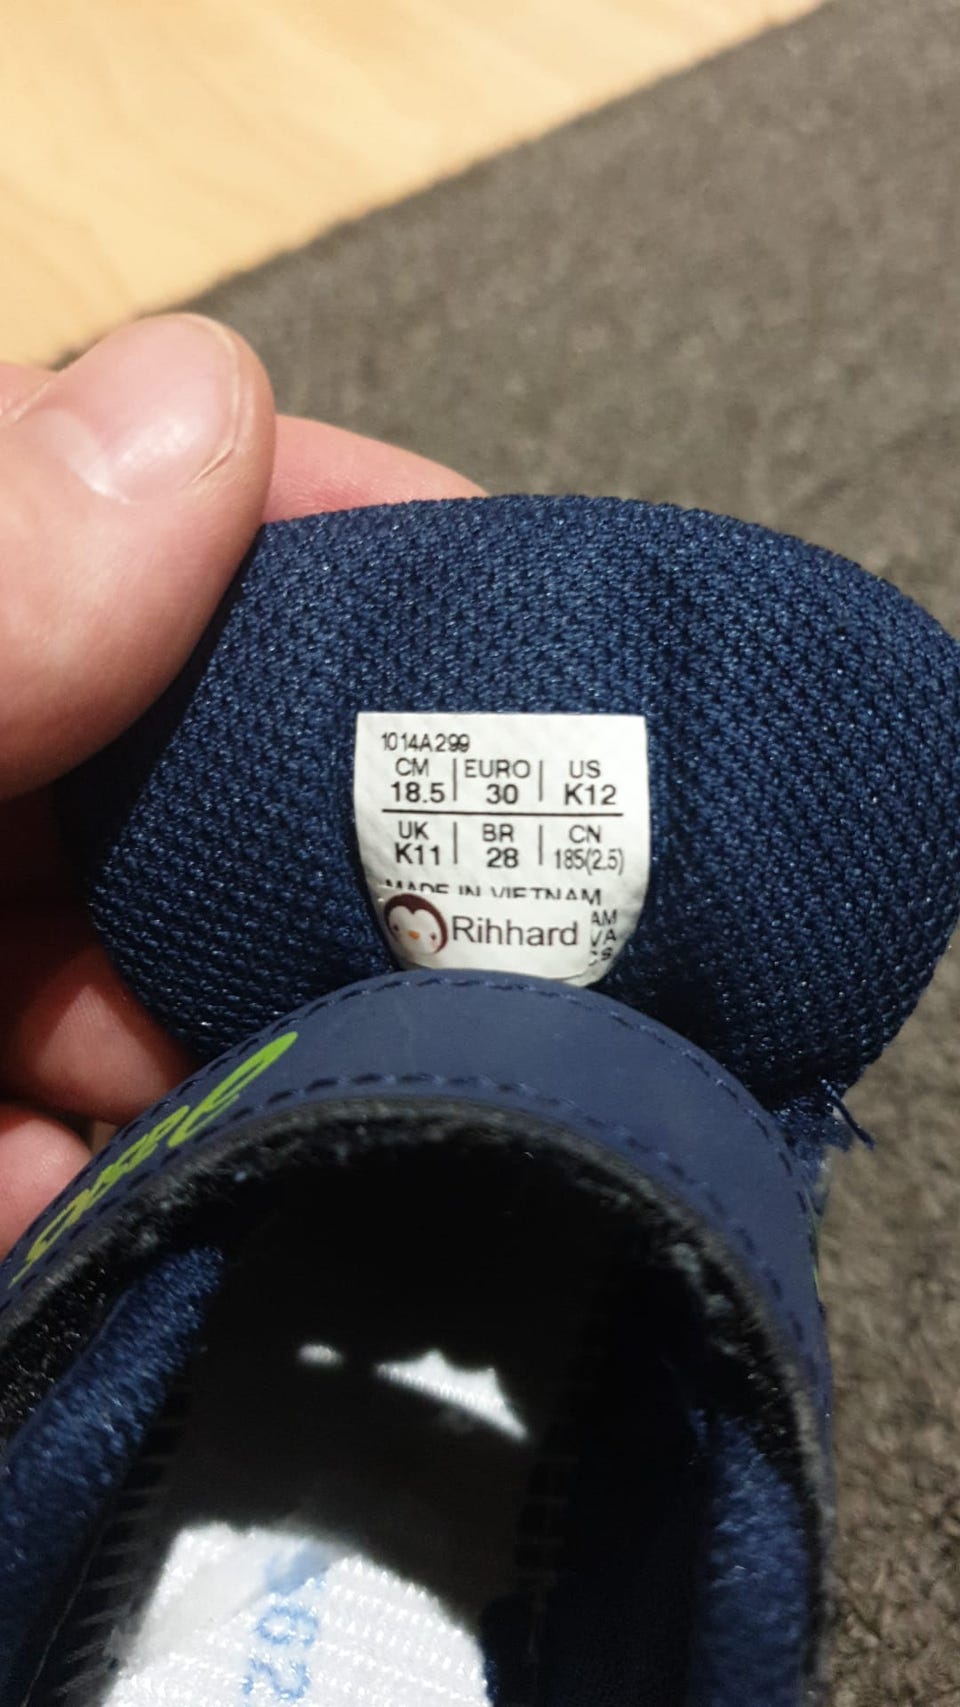 1014A299
CM EURO US
18.5 30 K12
UK BR CN
K11 28 185(2.5)
MADE IN VIETNAM
Rihhard
asics